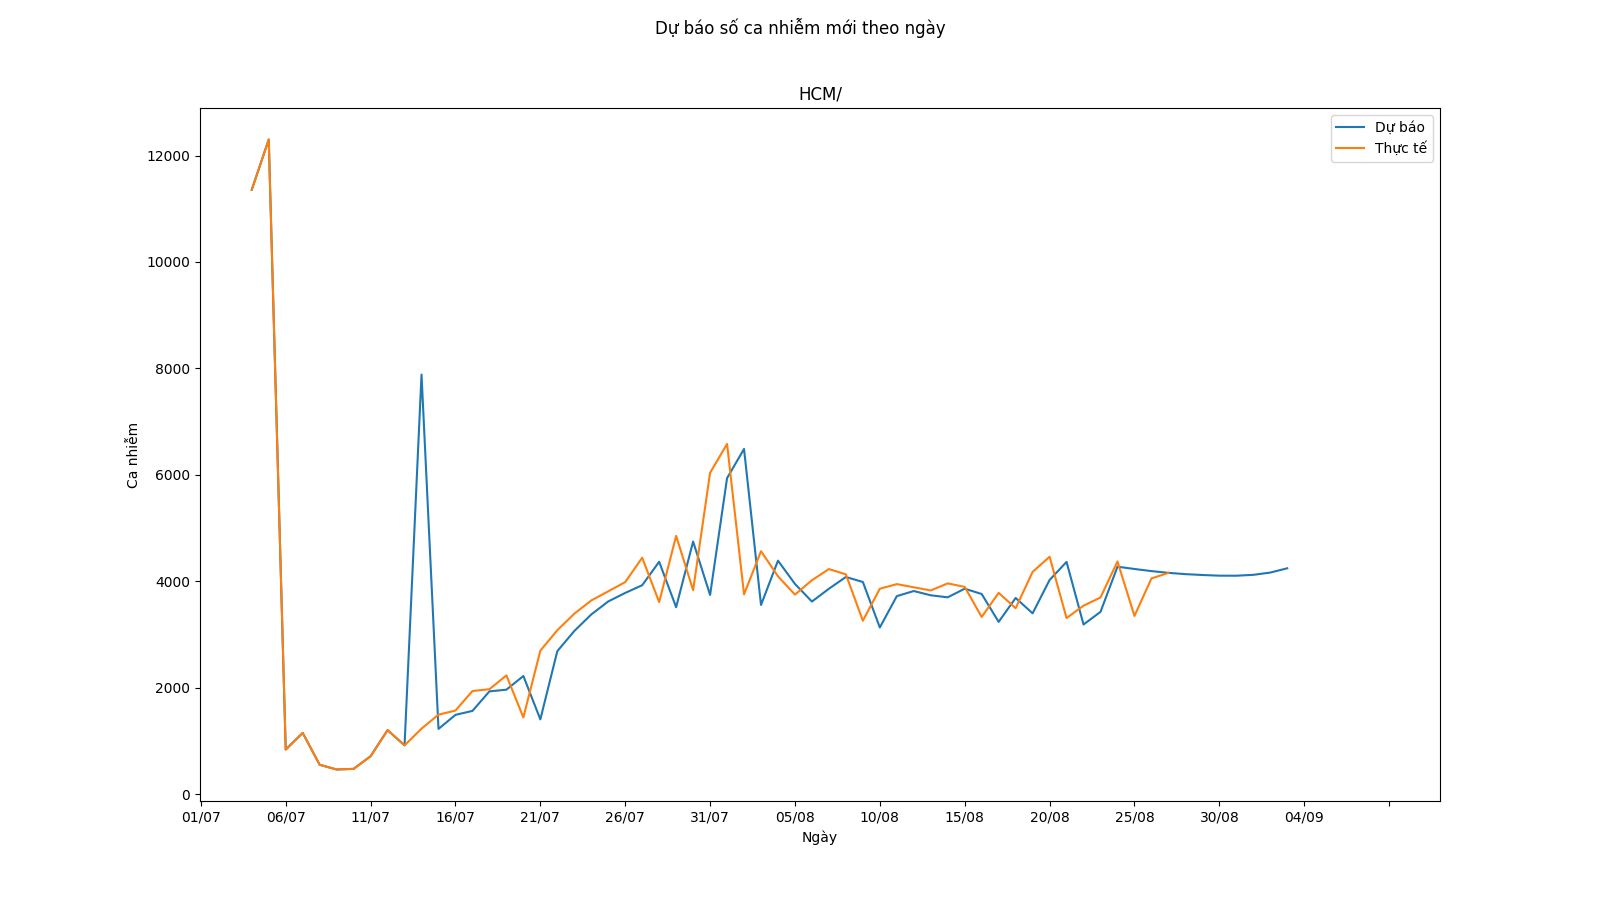 Dự báo số ca nhiễm mới theo ngày
HCM/
Dự báo
Thực tế
12000
10000
8000
6000
4000
2000
0
Ca nhiễm
01/07 06/07 11/07 16/07 21/07 26/07 31/07 05/08 10/08 15/08 20/08 25/08 30/08 04/09
Ngày